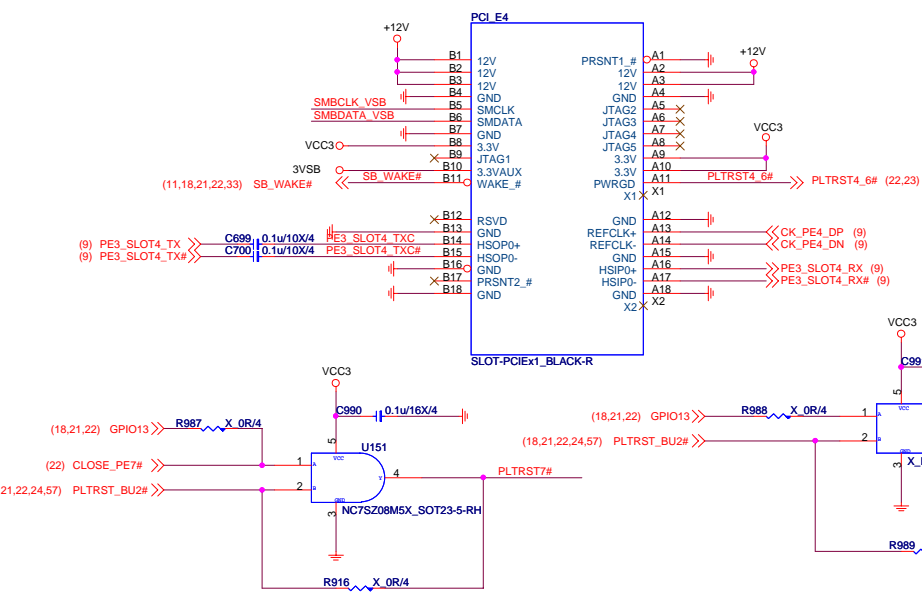 PCI_E4
+12V
B1 12V PRSNT1_# A1
B2 12V 12V A2 +12V
B3 12V 12V A3
B4 GND GND A4
SMBCLK_VSB B5 SMCLK JTAG2 A5
SMBDATA_VSB B6 SMDATA JTAG3 A6
B7 GND JTAG4 A7
VCC3 B8 3.3V JTAG5 A8 VCC3
B9 JTAG1 3.3V A9
3VSB B10 3.3VAUX 3.3V A10
(11,18,21,22,33) SB_WAKE# SB_WAKE# B11 WAKE_# PWRGD A11 PLTRST4_6# PLTRST4_6# (22,23)
X1 X1
B12 RSVD GND A12
B13 GND REFCLK+ A13 CK_PE4_DP (9)
(9) PE3_SLOT4_TX C699 0.1u/10X/4 PE3_SLOT4_TXC B14 HSOP0+ REFCLK- A14 CK_PE4_DN (9)
(9) PE3_SLOT4_TX# C700 0.1u/10X/4 PE3_SLOT4_TXC# B15 HSOP0- GND A15
B16 GND HSIP0+ A16 PE3_SLOT4_RX (9)
B17 PRSNT2_# HSIP0- A17 PE3_SLOT4_RX# (9)
B18 GND GND A18
X2 X2
SLOT-PCIEx1_BLACK-R
VCC3
VCC3
C99
C990 0.1u/16X/4
(18,21,22) GPIO13 R987 X_0R/4
5 U151
(22) CLOSE_PE7# 1 A VCC
Y 4 PLTRST7#
21,22,24,57) PLTRST_BU2# 2 B GND
3 NC7SZ08M5X_SOT23-5-RH
R916 X_0R/4
(18,21,22) GPIO13 R988 X_0R/4 1 A VCC 5
(18,21,22,24,57) PLTRST_BU2# 2 B GND
3
R989